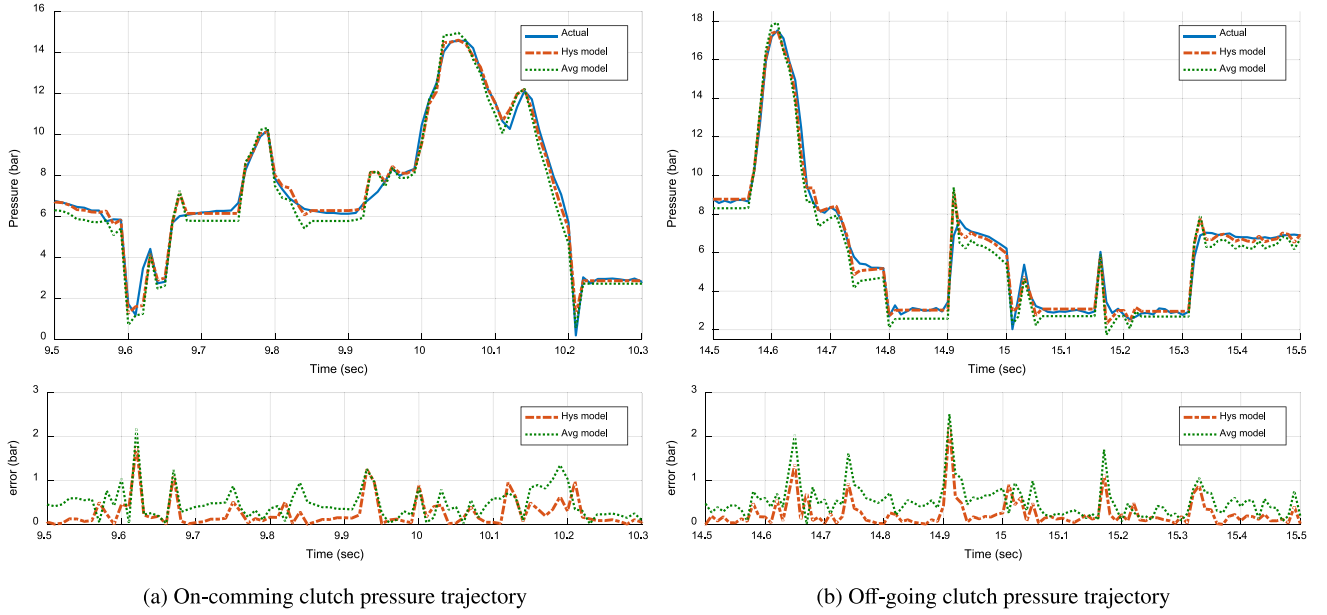 16
14
12
10
8
6
4
2
0
Pressure (bar)
Actual
Hys model
Avg model
9.5 9.6 9.7 9.8 9.9 10 10.1 10.2 10.3
Time (sec)
18
16
14
12
10
8
6
4
2
Pressure (bar)
Actual
Hys model
Avg model
14.5 14.6 14.7 14.8 14.9 15 15.1 15.2 15.3 15.4 15.5
Time (sec)
3
2
1
0
error (bar)
Hys model
Avg model
9.5 9.6 9.7 9.8 9.9 10 10.1 10.2 10.3
Time (sec)
3
2
1
0
error (bar)
Hys model
Avg model
14.5 14.6 14.7 14.8 14.9 15 15.1 15.2 15.3 15.4 15.5
Time (sec)
(a) On-comming clutch pressure trajectory
(b) Off-going clutch pressure trajectory